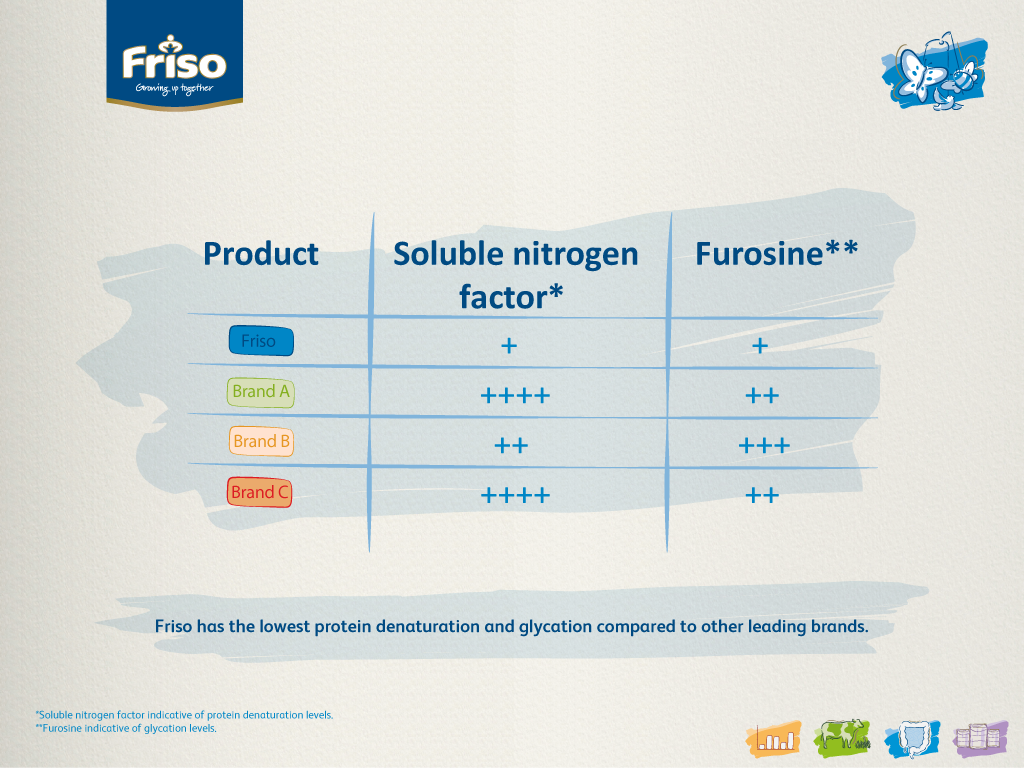 Friso
Growing up together
Product
Soluble nitrogen
factor*
Furosine**
Friso
+
+
Brand A
++++
++
Brand B
++
+++
Brand C
++++
++
Friso has the lowest protein denaturation and glycation compared to other leading brands.
*Soluble nitrogen factor indicative of protein denaturation levels.
**Furosine indicative of glycation levels.